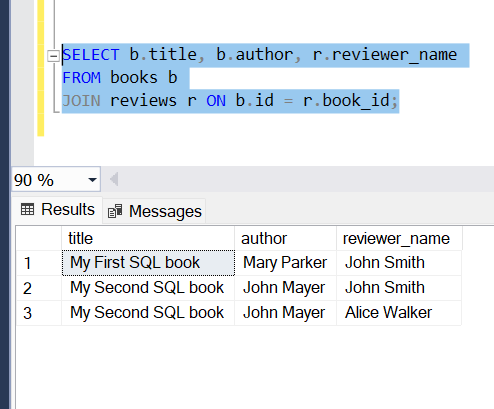 SELECT b.title, b.author, r.reviewer_name
FROM books b
JOIN reviews r ON b.id = r.book_id;
90 %
Results Messages
title author reviewer_name
1 My First SQL book Mary Parker John Smith
2 My Second SQL book John Mayer John Smith
3 My Second SQL book John Mayer Alice Walker